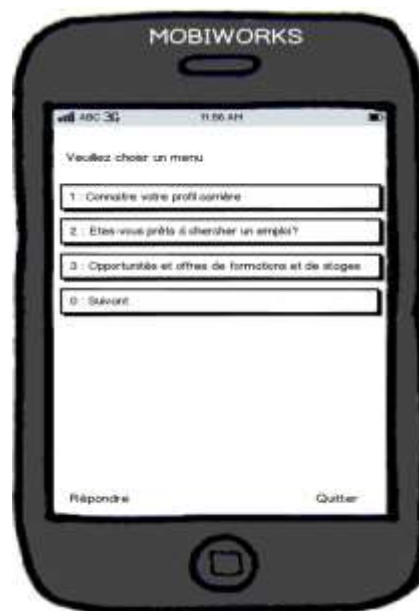 MOBIWORKS
ABC 3G 11:56 AM
Veuillez choisr un menu
1 : Connaitre votre profil carrière
2 : Etes-vous prêts à chercher un emploi?
3 : Opportunités et offres de formations et de stages
0 : Suivant
Répondre Quitter